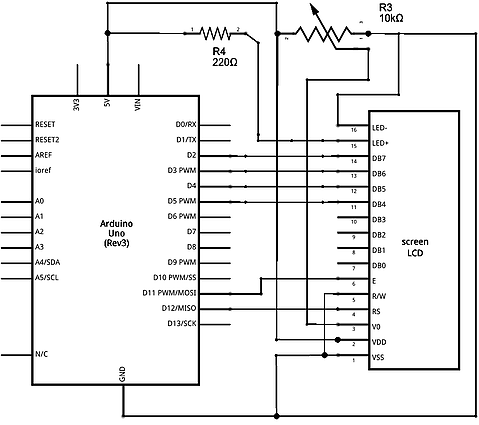 R3
10kΩ
1 2
R4
220Ω
3V3
5V
VIN
RESET
RESET2
AREF
ioref
A0
A1
A2
A3
A4/SDA
A5/SCL
N/C
GND
Arduino
Uno
(Rev3)
D0/RX
D1/TX
D2
D3 PWM
D4
D5 PWM
D6 PWM
D7
D8
D9 PWM
D10 PWM/SS
D11 PWM/MOSI
D12/MISO
D13/SCK
16 LED-
15 LED+
14 DB7
13 DB6
12 DB5
11 DB4
10 DB3
9 DB2
8 DB1
7 DB0
6 E
5 R/W
4 RS
3 V0
2 VDD
1 VSS
screen
LCD